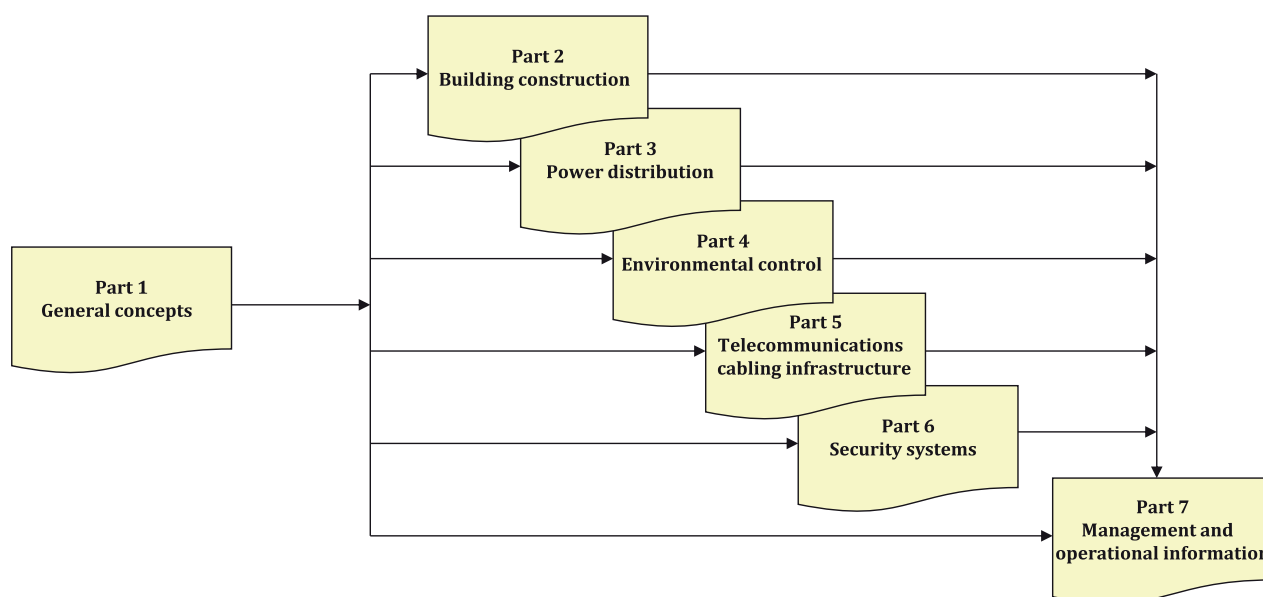 Part 2
Building construction
Part 3
Power distribution
Part 4
Environmental control
Part 1
General concepts
Part 5
Telecommunications
cabling infrastructure
Part 6
Security systems
Part 7
Management and
operational information